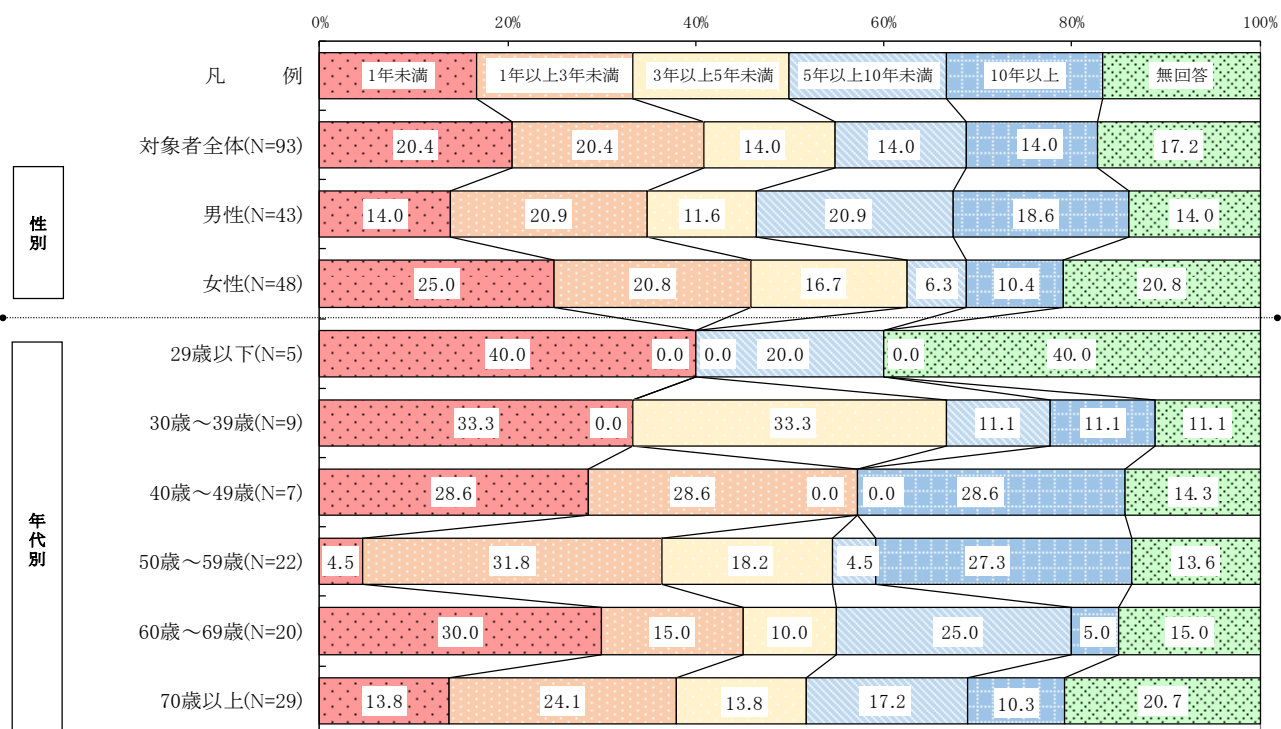 0% 20% 40% 60% 80% 100%
凡 例 1年未満 1年以上3年未満 3年以上5年未満 5年以上10年未満 10年以上 無回答
対象者全体(N=93) 20.4 20.4 14.0 14.0 14.0 17.2
性別
男性(N=43) 14.0 20.9 11.6 20.9 18.6 14.0
女性(N=48) 25.0 20.8 16.7 6.3 10.4 20.8
年代別
29歳以下(N=5) 40.0 0.0 0.0 20.0 0.0 40.0
30歳～39歳(N=9) 33.3 0.0 33.3 11.1 11.1 11.1
40歳～49歳(N=7) 28.6 28.6 0.0 0.0 28.6 14.3
50歳～59歳(N=22) 4.5 31.8 18.2 4.5 27.3 13.6
60歳～69歳(N=20) 30.0 15.0 10.0 25.0 5.0 15.0
70歳以上(N=29) 13.8 24.1 13.8 17.2 10.3 20.7